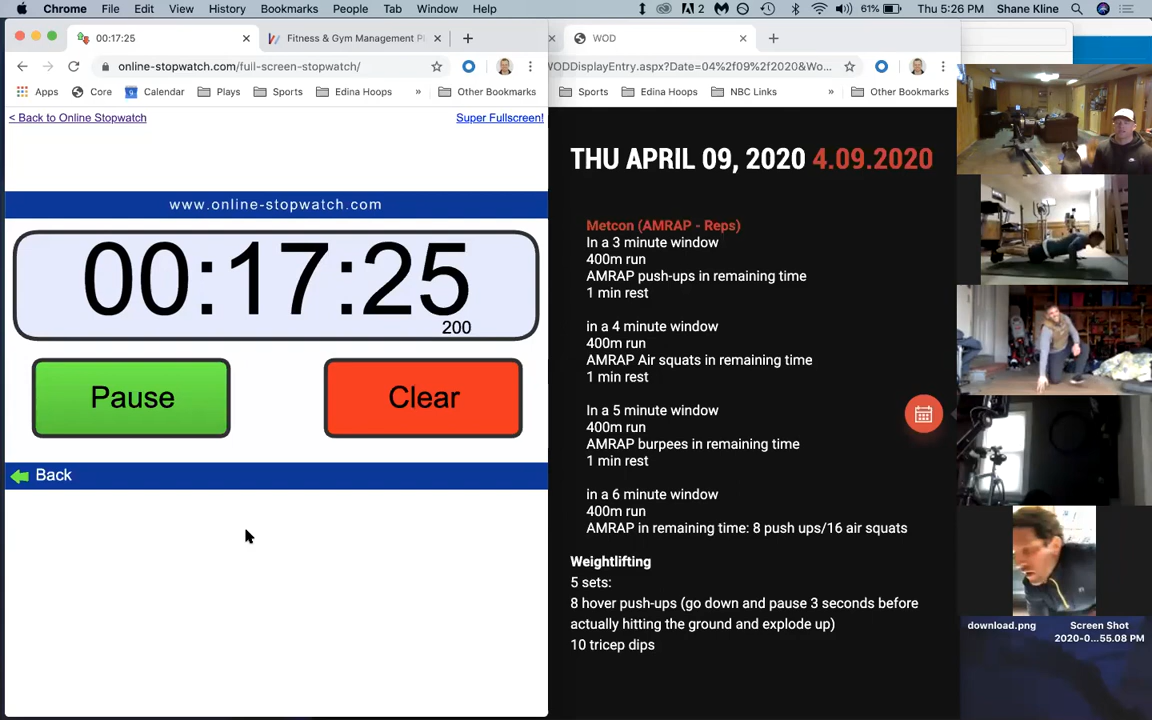 Chrome File Edit View History Bookmarks People Tab Window Help
2 61% Thu 5:26 PM Shane Kline
00:17:25
Fitness & Gym Management Pl
WOD
online-stopwatch.com/full-screen-stopwatch/
WODDisplayEntry.aspx?Date=04%2f09%2f2020&Wo...
Apps Core Calendar Plays Sports Edina Hoops » Other Bookmarks
Sports Edina Hoops NBC Links » Other Bookmarks
< Back to Online Stopwatch
Super Fullscreen!
www.online-stopwatch.com
00:17:25
200
Pause
Clear
Back
THU APRIL 09, 2020 4.09.2020
Metcon (AMRAP - Reps)
In a 3 minute window
400m run
AMRAP push-ups in remaining time
1 min rest
in a 4 minute window
400m run
AMRAP Air squats in remaining time
1 min rest
In a 5 minute window
400m run
AMRAP burpees in remaining time
1 min rest
in a 6 minute window
400m run
AMRAP in remaining time: 8 push ups/16 air squats
Weightlifting
5 sets:
8 hover push-ups (go down and pause 3 seconds before
actually hitting the ground and explode up)
10 tricep dips
download.png
Screen Shot
2020-0...55.08 PM